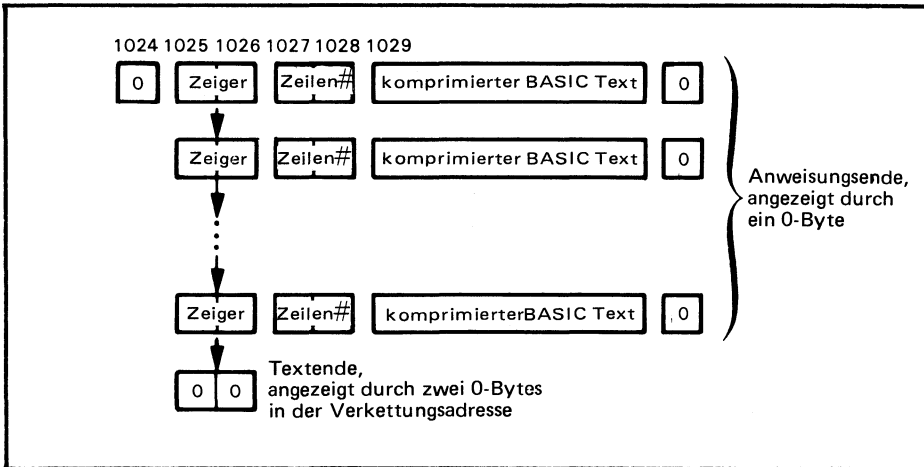 1024 1025 1026 1027 1028 1029
0 Zeiger Zeilen# komprimierter BASIC Text 0
Zeiger Zeilen# komprimierter BASIC Text 0
Zeiger Zeilen# komprimierterBASIC Text 0
Anweisungsende,
angezeigt durch
ein 0-Byte
0 0
Textende,
angezeigt durch zwei 0-Bytes
in der Verkettungsadresse